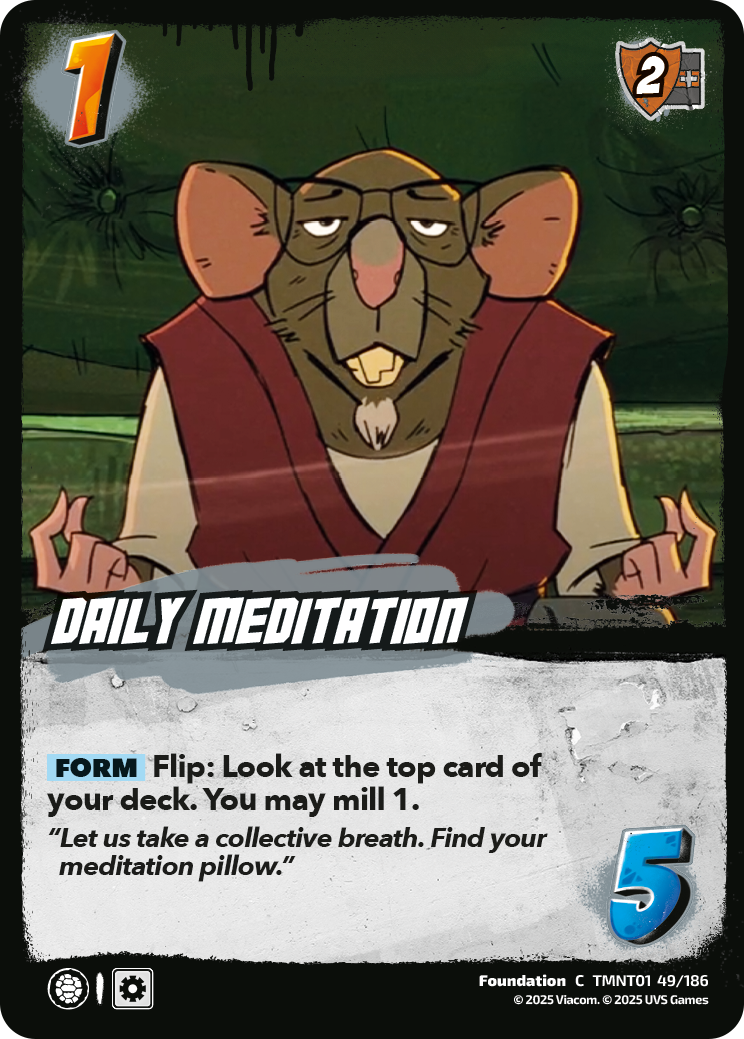 1
2
DAILY MEDITATION
FORM Flip: Look at the top card of
your deck. You may mill 1.
“Let us take a collective breath. Find your
meditation pillow.”
5
Foundation C TMNT01 49/186
© 2025 Viacom. © 2025 UVS Games